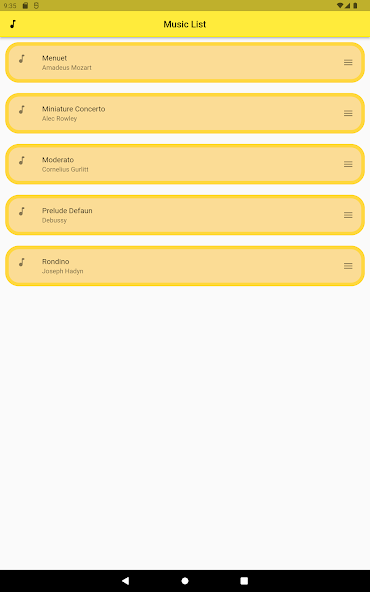 9:35
Music List
Menuet
Amadeus Mozart
Miniature Concerto
Alec Rowley
Moderato
Cornelius Gurlitt
Prelude Defaun
Debussy
Rondino
Joseph Hadyn